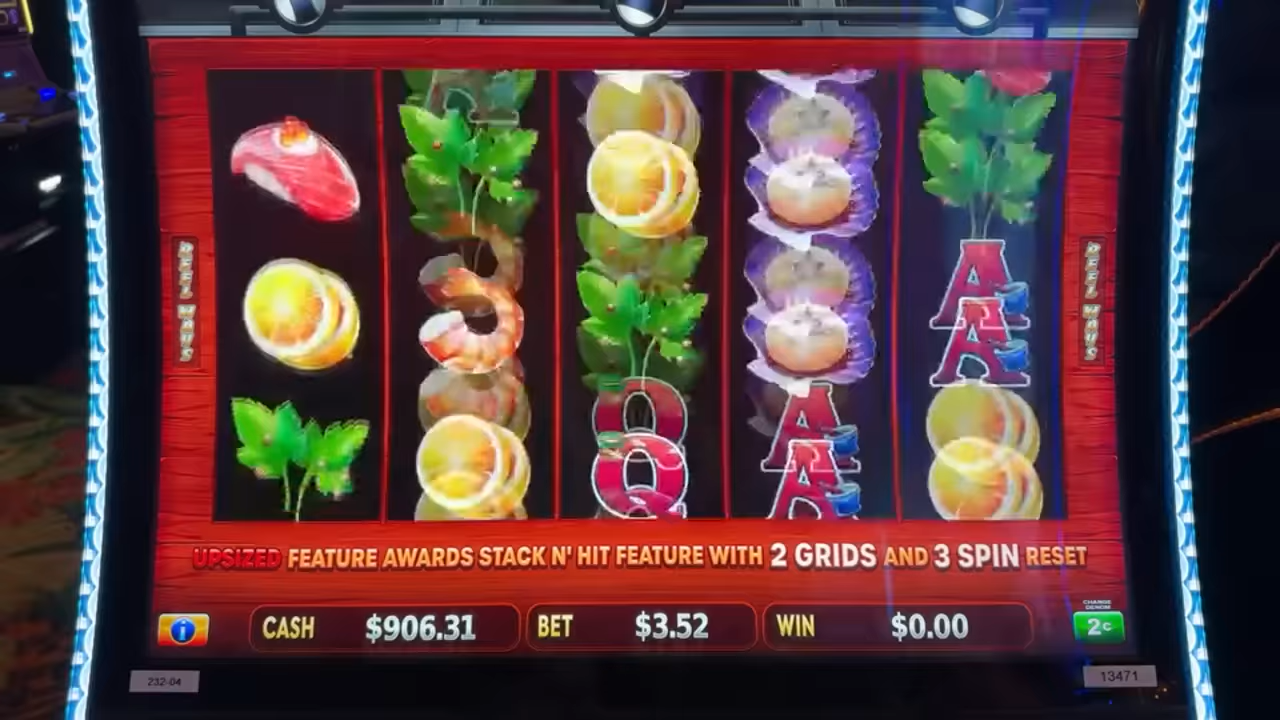 REEL WAYS
REEL WAYS
Q
Q
A
A
A
A
UPSIZED FEATURE AWARDS STACK N' HIT FEATURE WITH 2 GRIDS AND 3 SPIN RESET
i
CASH $906.31
BET $3.52
WIN $0.00
CHANGE DENOM
2¢
232-04
13471